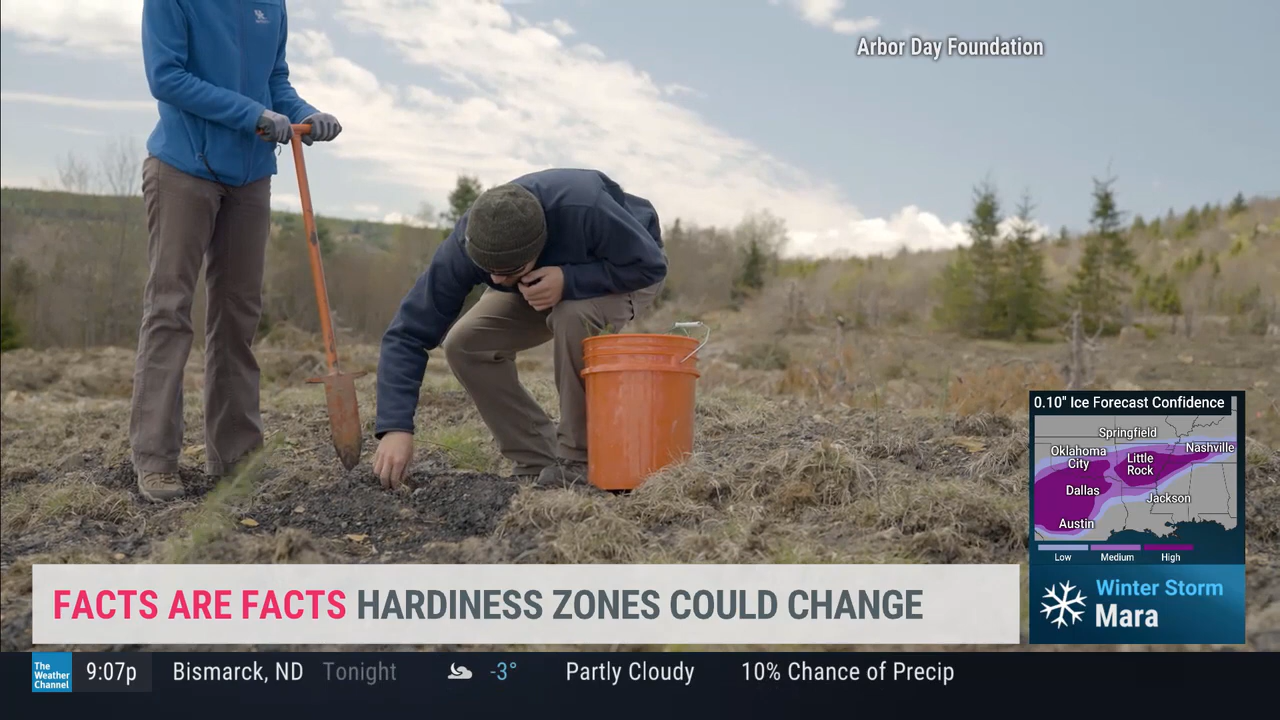 Arbor Day Foundation
0.10" Ice Forecast Confidence
Springfield
Nashville
Oklahoma
City
Little
Rock
Dallas
Jackson
Austin
Low Medium High
FACTS ARE FACTS HARDINESS ZONES COULD CHANGE
Winter Storm
Mara
The
Weather
Channel
9:07p Bismarck, ND Tonight -3° Partly Cloudy 10% Chance of Precip